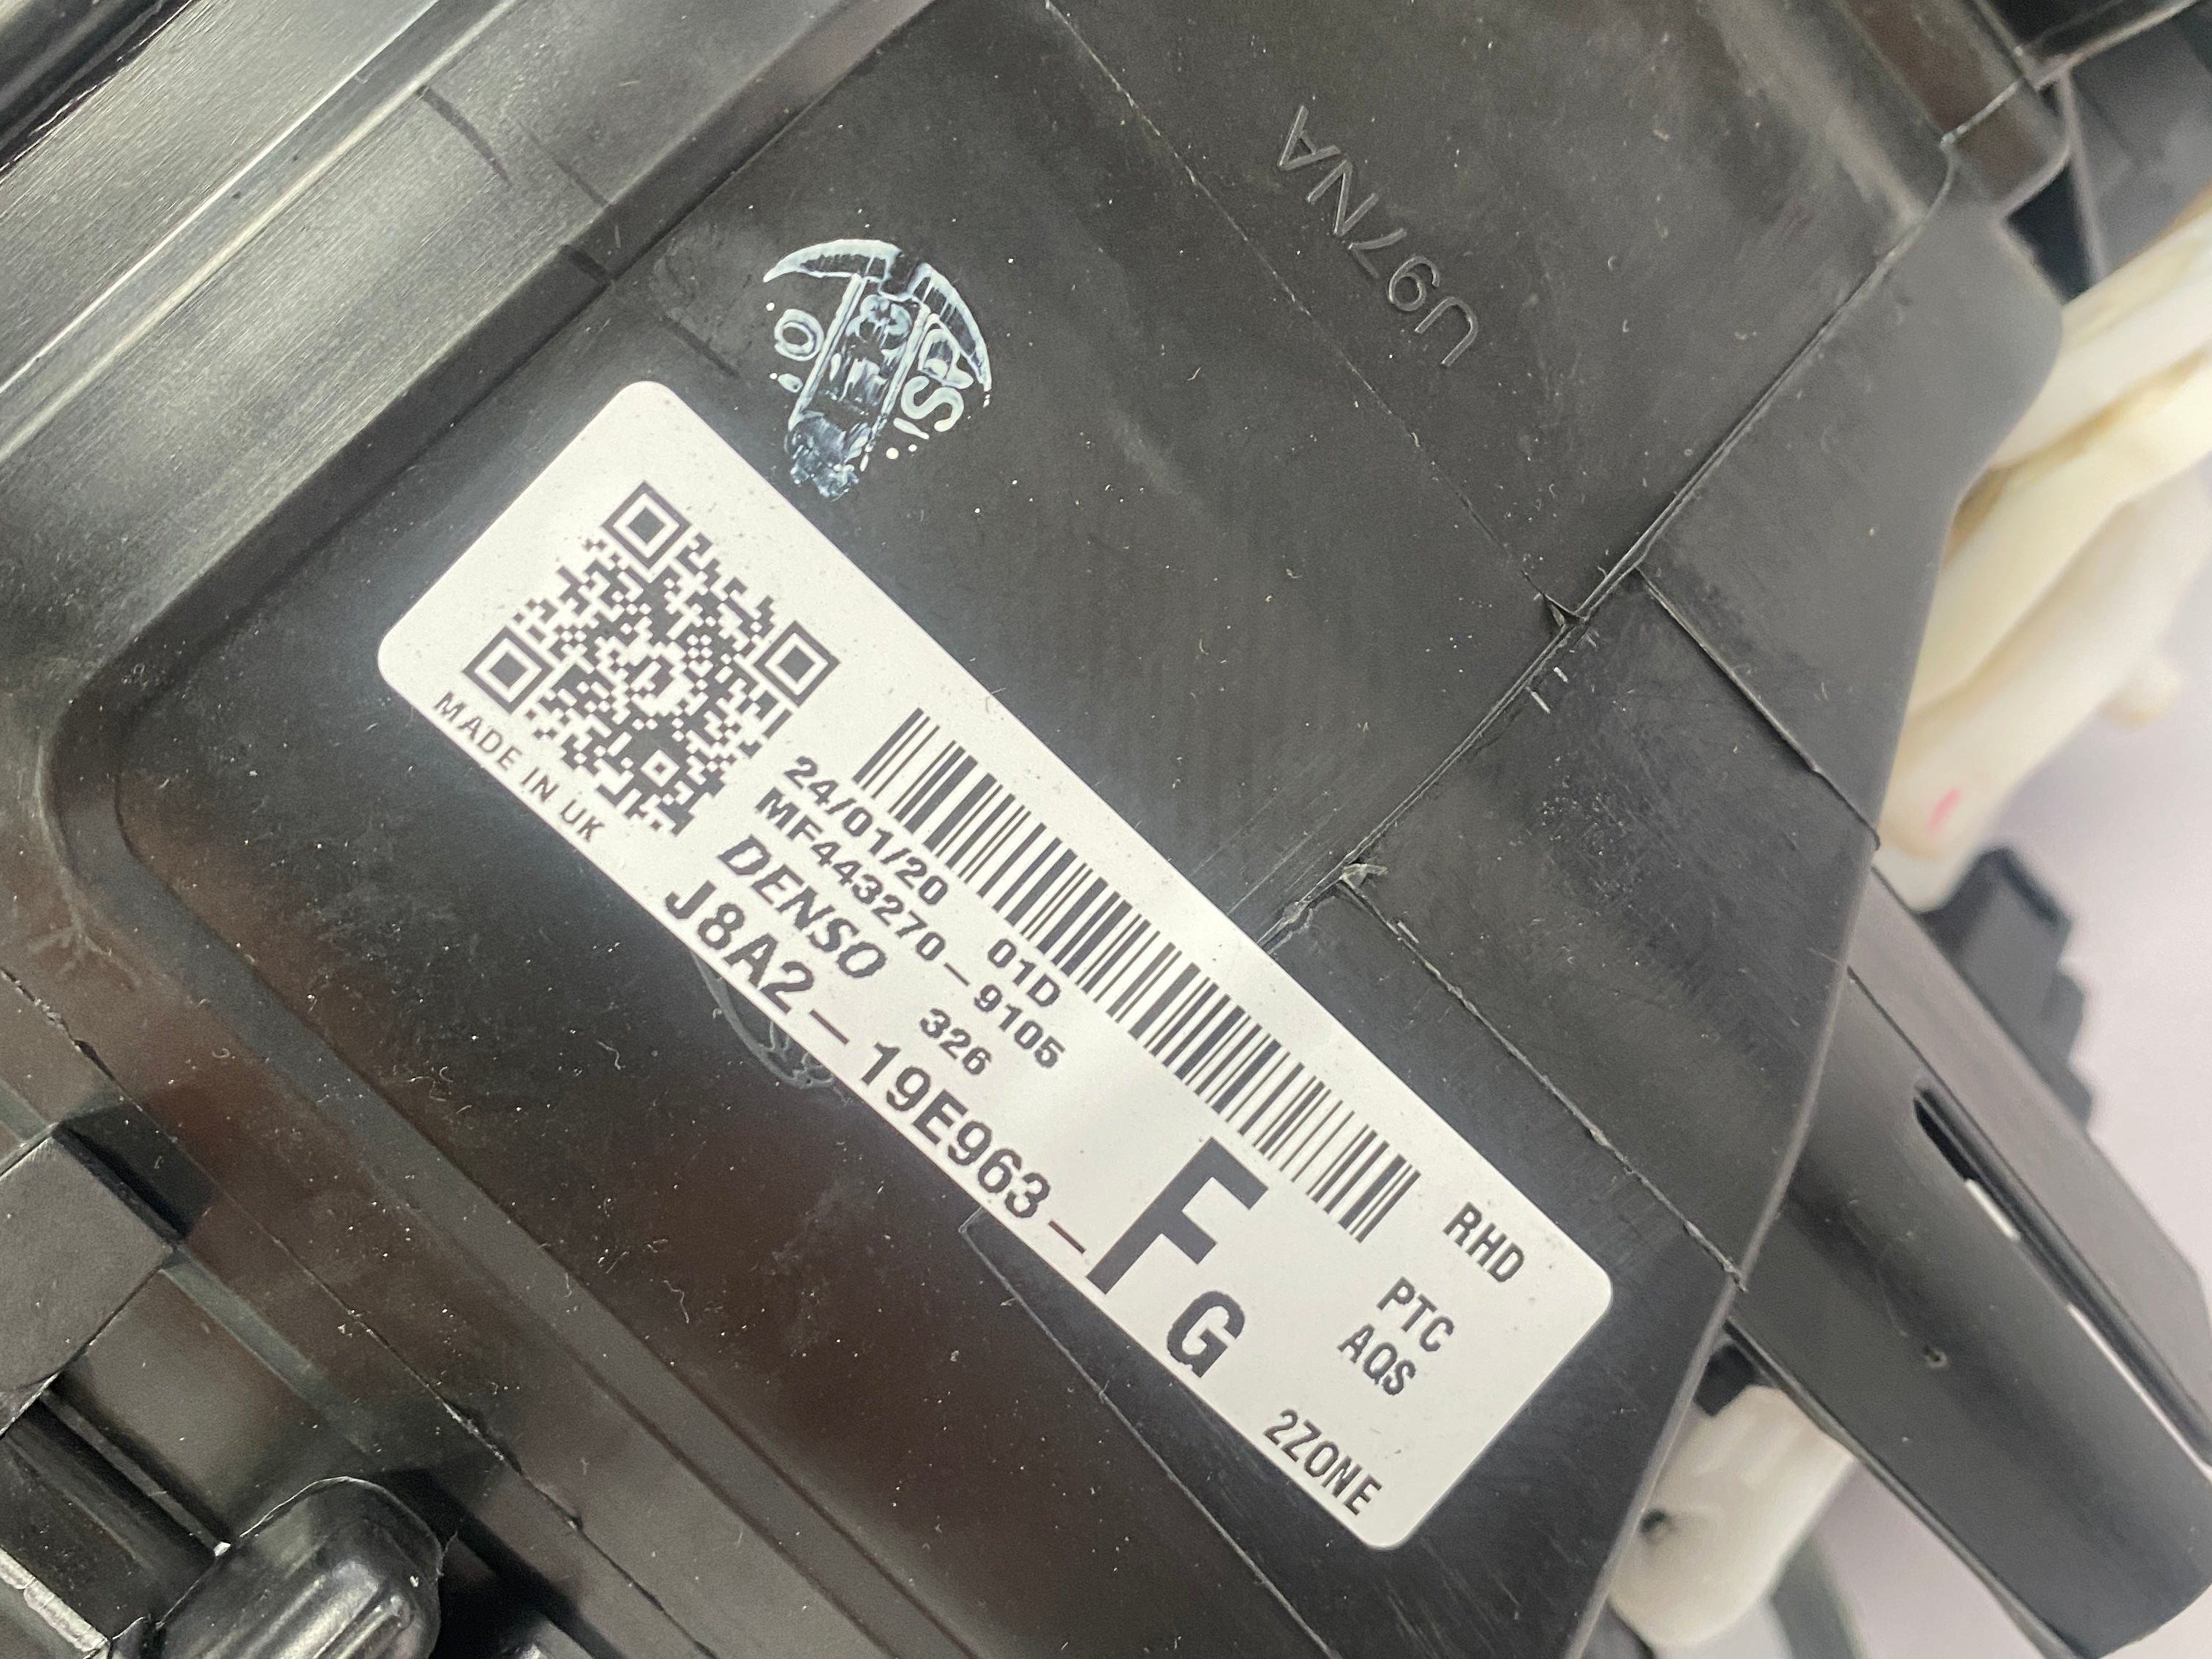 U97NA
24/01/20 01D
MF443270-9105
DENSO 326
J8A2-19E963-FG
MADE IN UK
RHD
PTC
AQS
2ZONE